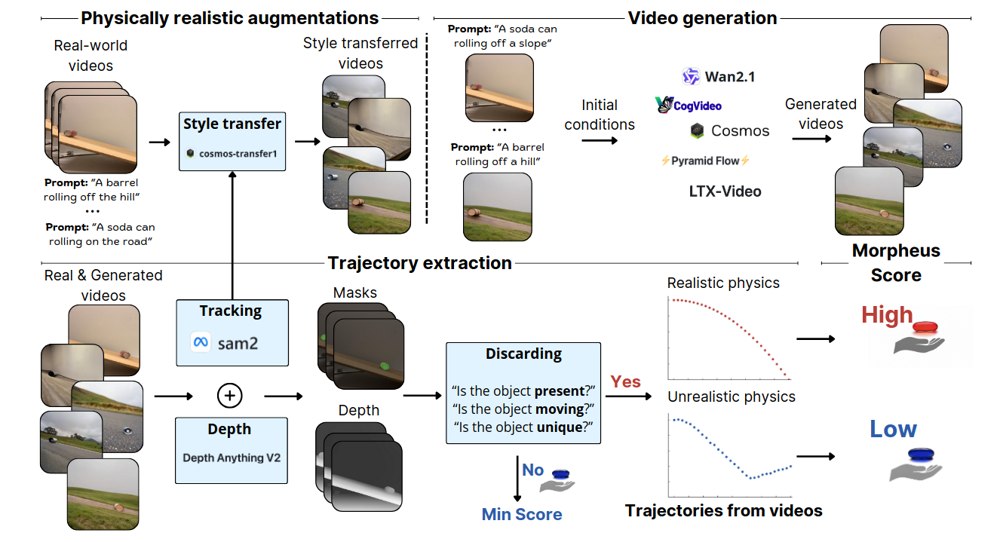 Physically realistic augmentations
Real-world
videos
Style transfer
cosmos-transfer1
Style transferred
videos
Prompt: "A barrel
rolling off the hill"
...
Prompt: "A soda can
rolling on the road"
Video generation
Prompt: "A soda can
rolling off a slope"
...
Prompt: "A barrel
rolling off a hill"
Initial
conditions
Wan2.1
CogVideo
Cosmos
⚡Pyramid Flow⚡
LTX-Video
Generated
videos
Trajectory extraction
Real & Generated
videos
Tracking
sam2
+
Depth
Depth Anything V2
Masks
Depth
Discarding
"Is the object present?"
"Is the object moving?"
"Is the object unique?"
Yes
No
Min Score
Realistic physics
Unrealistic physics
Trajectories from videos
Morpheus
Score
High
Low